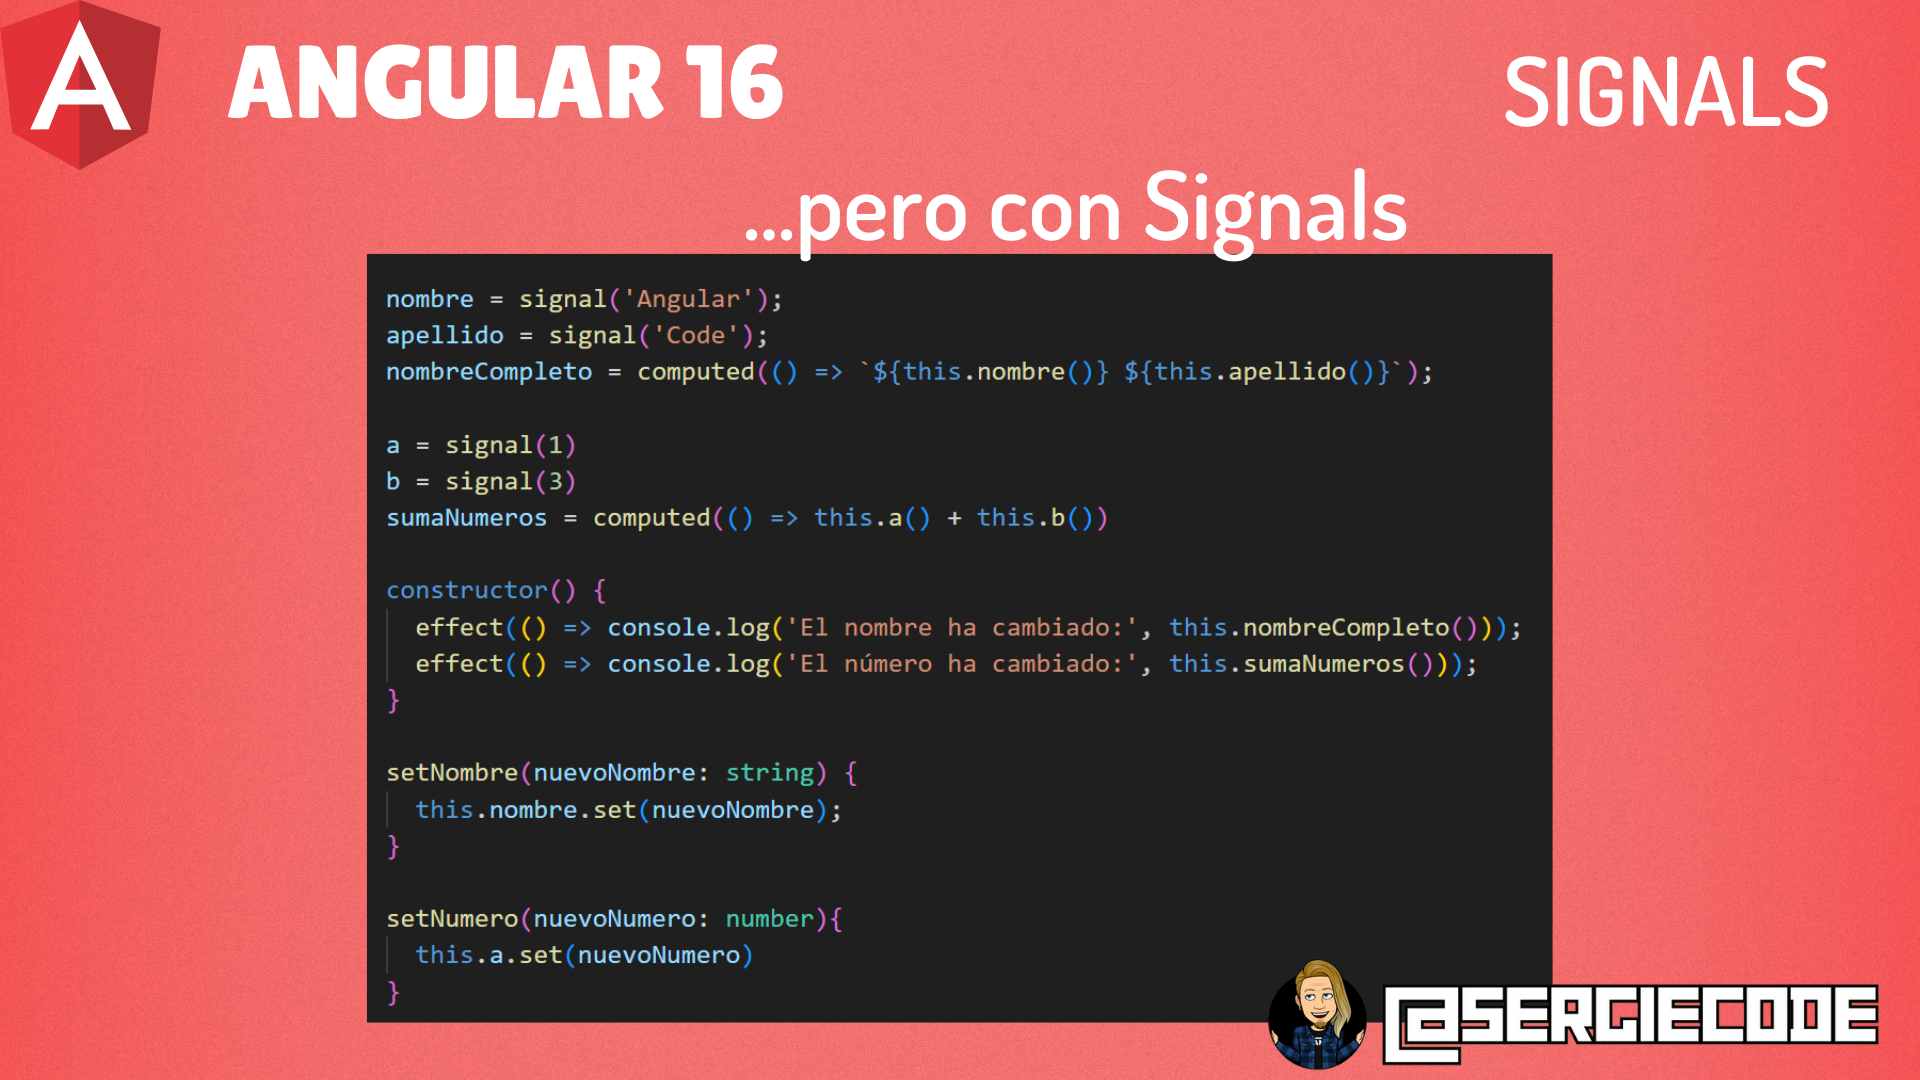 ANGULAR 16
SIGNALS
...pero con Signals
nombre = signal('Angular');
apellido = signal('Code');
nombreCompleto = computed(() => `${this.nombre()} ${this.apellido()}`);
a = signal(1)
b = signal(3)
sumaNumeros = computed(() => this.a() + this.b())
constructor() {
effect(() => console.log('El nombre ha cambiado:', this.nombreCompleto()));
effect(() => console.log('El número ha cambiado:', this.sumaNumeros()));
}
setNombre(nuevoNombre: string) {
this.nombre.set(nuevoNombre);
}
setNumero(nuevoNumero: number){
this.a.set(nuevoNumero)
}
@SERGIECODE